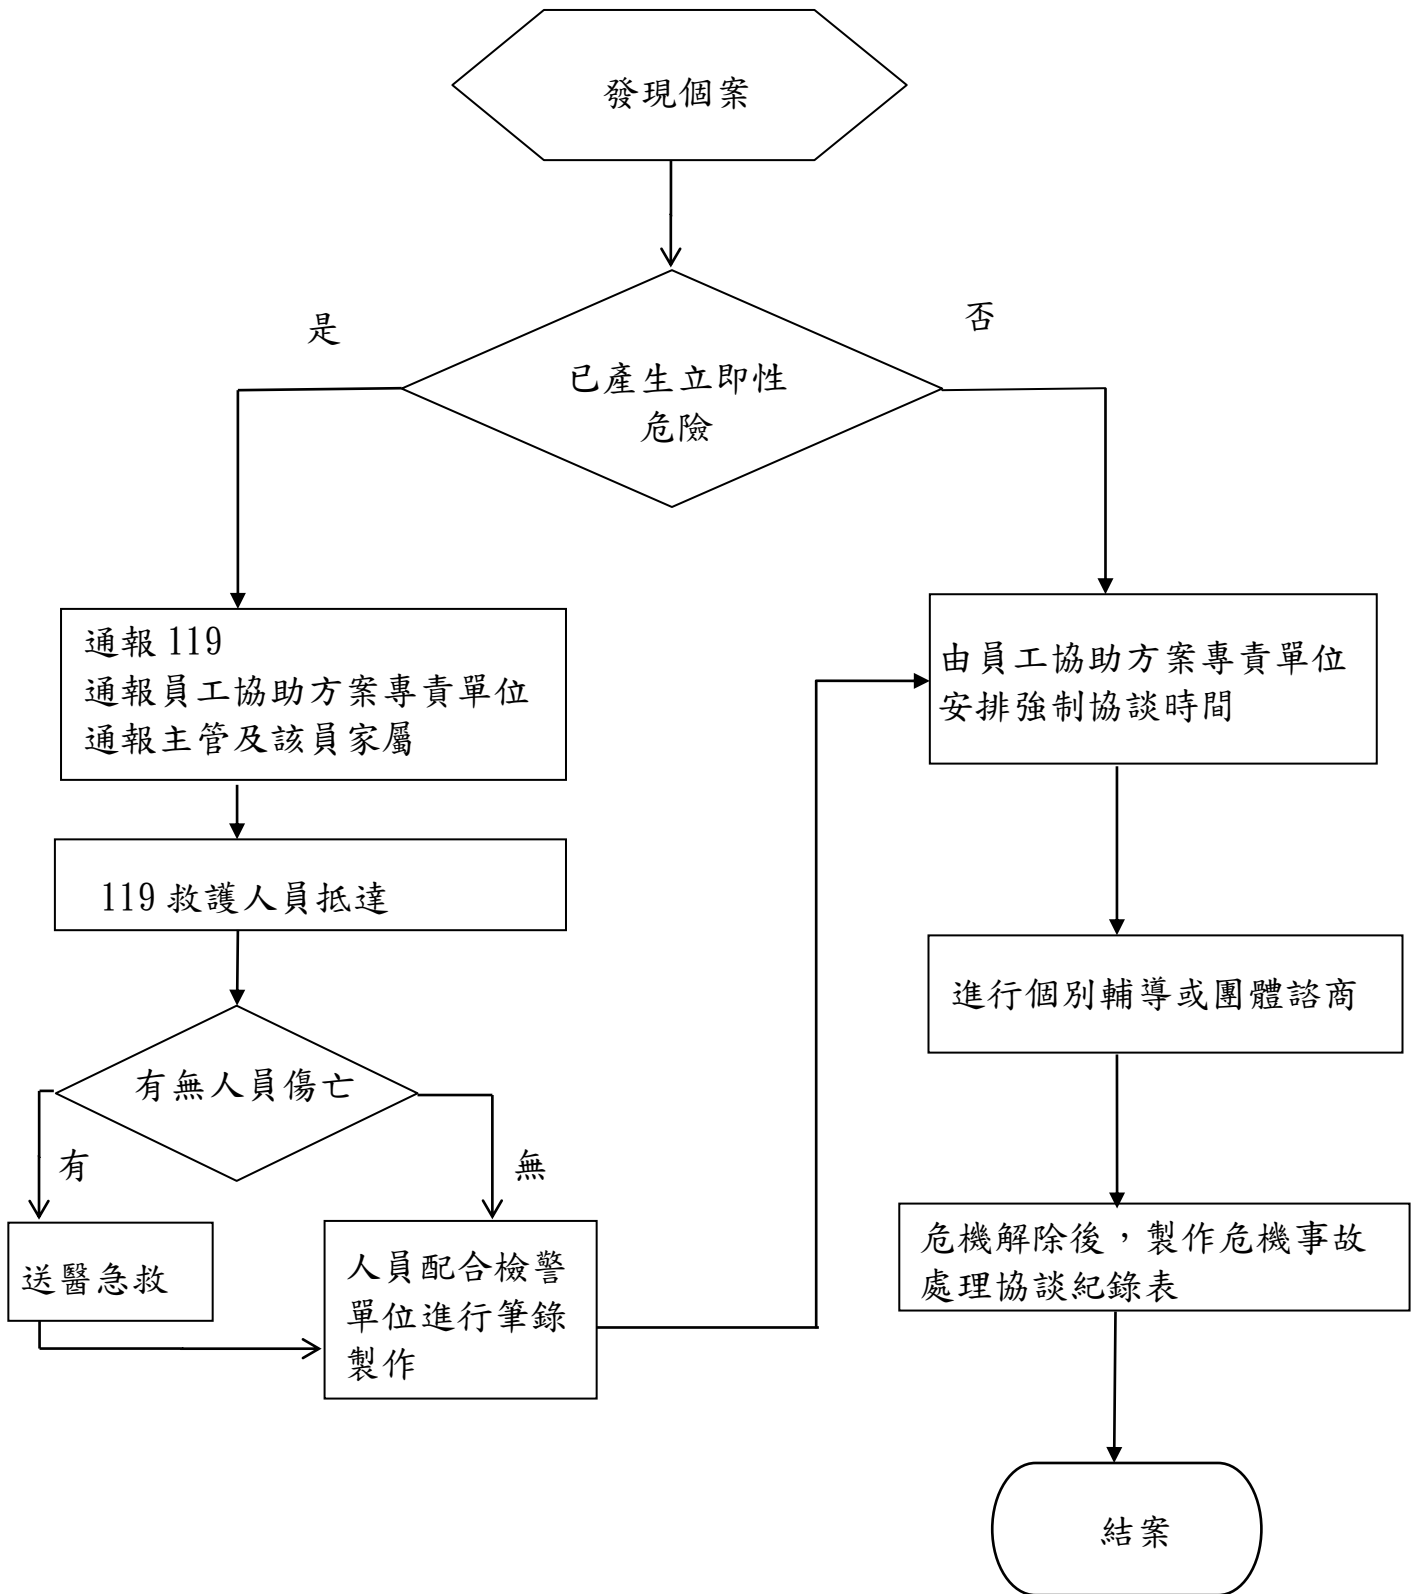 發現個案
是
否
已產生立即性
危險
通報 119
通報員工協助方案專責單位
通報主管及該員家屬
119 救護人員抵達
有無人員傷亡
有
無
送醫急救
人員配合檢警
單位進行筆錄
製作
由員工協助方案專責單位
安排強制協談時間
進行個別輔導或團體諮商
危機解除後，製作危機事故
處理協談紀錄表
結案